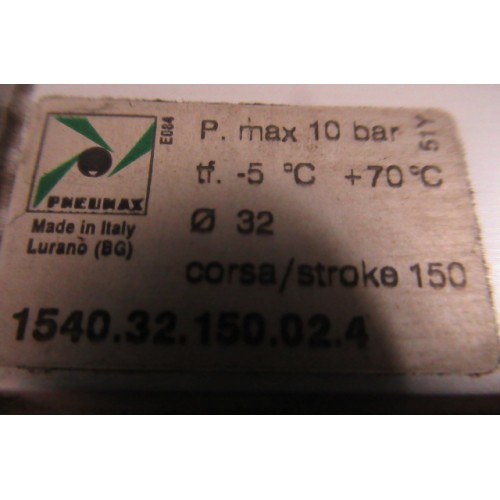 PNEUMAX
Made in Italy
Lurano (BG)
E084
P. max 10 bar
51Y
tf. -5 °C +70°C
Ø 32
corsa/stroke 150
1540.32.150.02.4